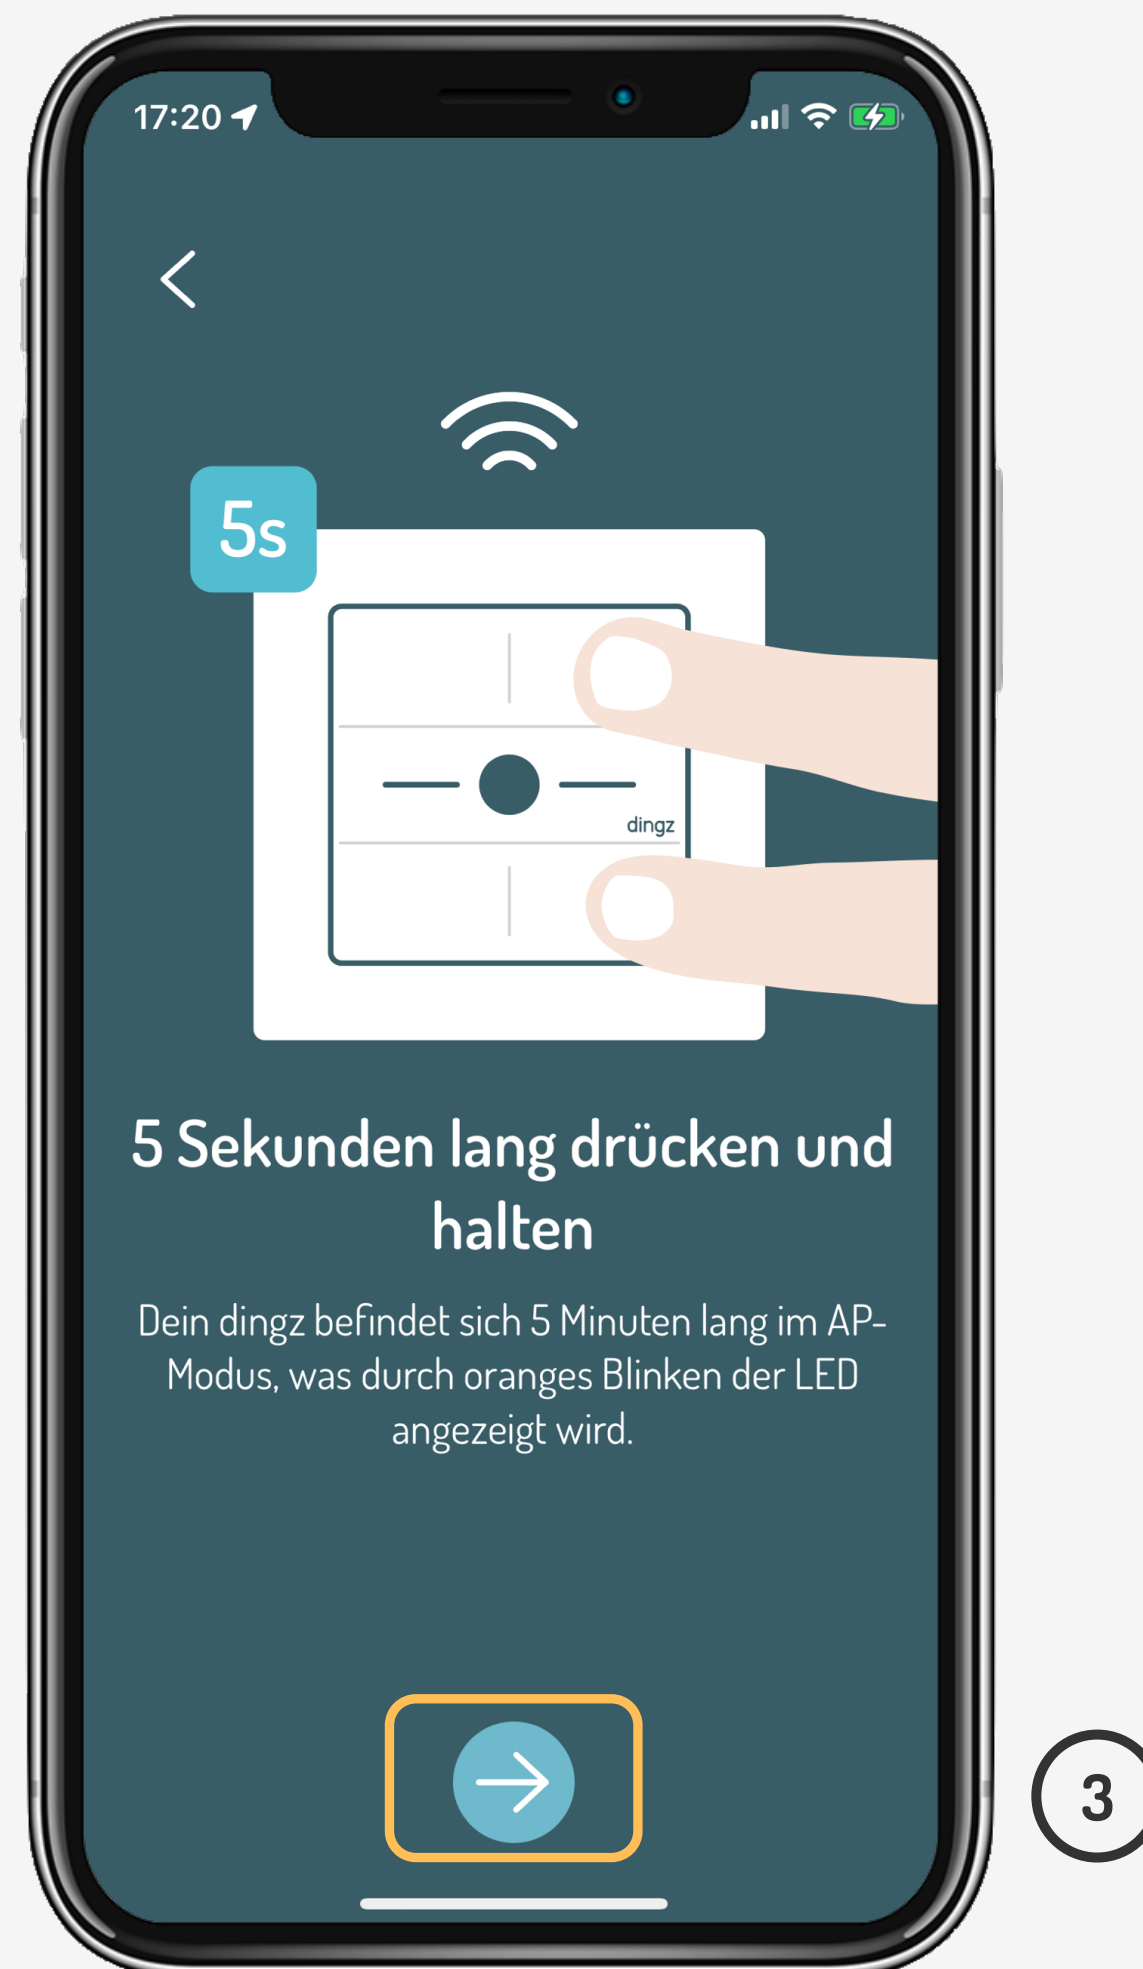 17:20
5s
dingz
5 Sekunden lang drücken und
halten
Dein dingz befindet sich 5 Minuten lang im AP-
Modus, was durch oranges Blinken der LED
angezeigt wird.
3